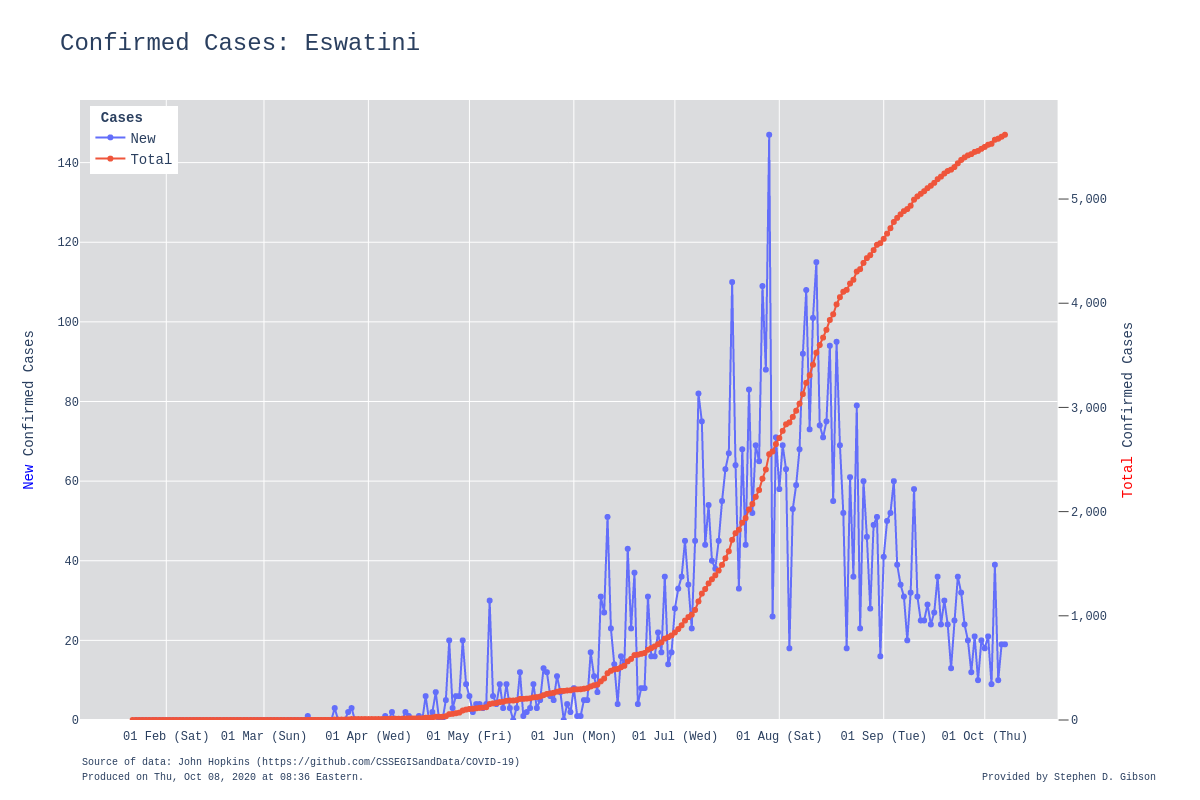 Confirmed Cases: Eswatini
Cases
New
Total
140
120
100
80
60
40
20
0
5,000
4,000
3,000
2,000
1,000
0
New Confirmed Cases
Total Confirmed Cases
01 Feb (Sat) 01 Mar (Sun) 01 Apr (Wed) 01 May (Fri) 01 Jun (Mon) 01 Jul (Wed) 01 Aug (Sat) 01 Sep (Tue) 01 Oct (Thu)
Source of data: John Hopkins (https://github.com/CSSEGISandData/COVID-19)
Produced on Thu, Oct 08, 2020 at 08:36 Eastern.
Provided by Stephen D. Gibson